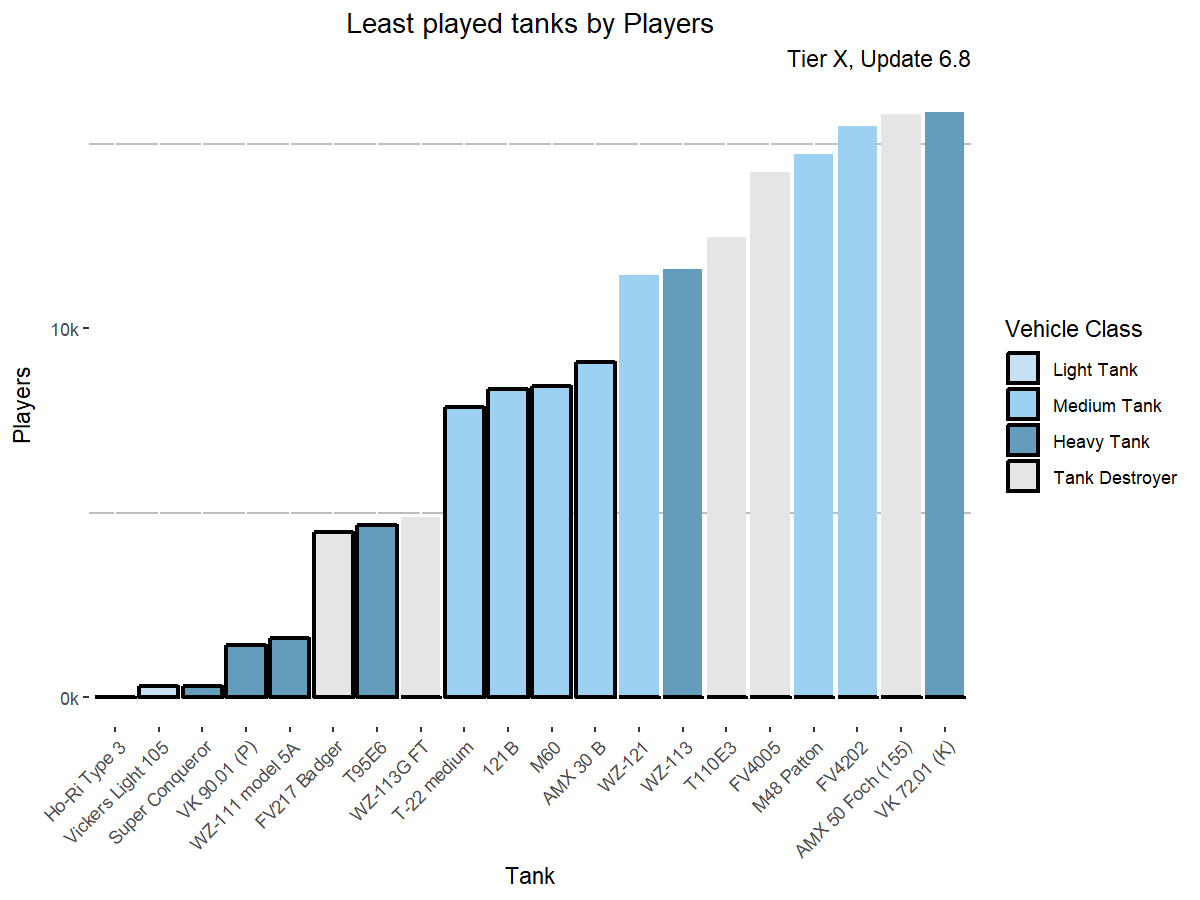 Least played tanks by Players
Tier X, Update 6.8
Players
10k
0k
Ho-Ri Type 3
Vickers Light 105
Super Conqueror
VK 90.01 (P)
WZ-111 model 5A
FV217 Badger
T95E6
WZ-113G FT
T-22 medium
121B
M60
AMX 30 B
WZ-121
WZ-113
T110E3
FV4005
M48 Patton
FV4202
AMX 50 Foch (155)
VK 72.01 (K)
Tank
Vehicle Class
Light Tank
Medium Tank
Heavy Tank
Tank Destroyer